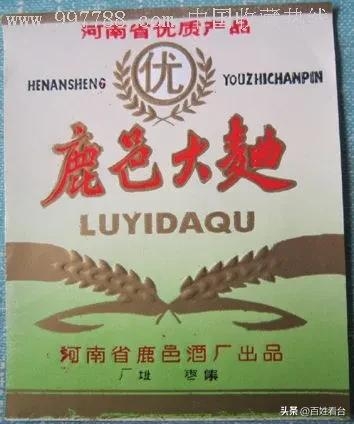 www.997788.com 中国收藏热线
河南省优质产品
优
HENANSHENG YOUZHICHANPIN
鹿邑大麯
LUYIDAQU
河南省鹿邑酒厂出品
厂址 枣集
头条 @百姓看台